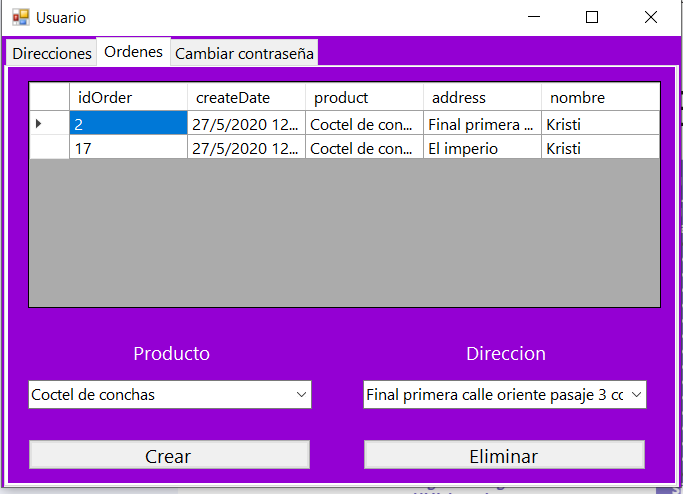 Usuario
Direcciones Ordenes Cambiar contraseña
idOrder createDate product address nombre
2 27/5/2020 12... Coctel de con... Final primera ... Kristi
17 27/5/2020 12... Coctel de con... El imperio Kristi
Producto Direccion
Coctel de conchas Final primera calle oriente pasaje 3 cc
Crear Eliminar